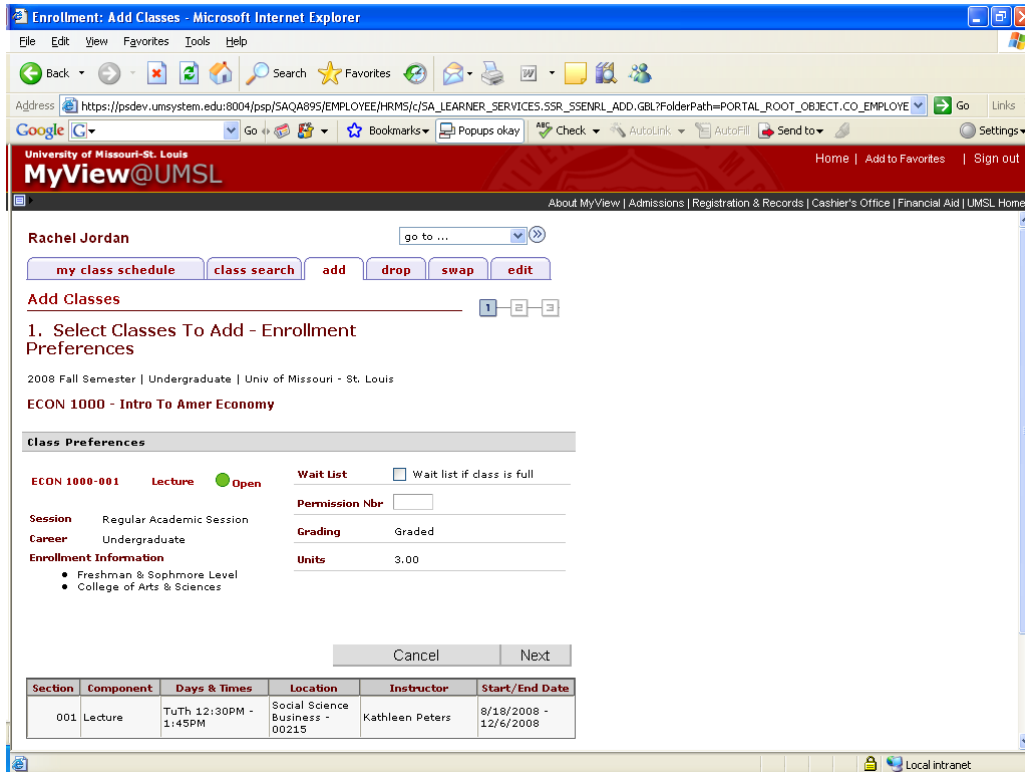 Enrollment: Add Classes - Microsoft Internet Explorer
File Edit View Favorites Tools Help
Back Search Favorites
Address https://psdev.umsystem.edu:8004/psp/SAQA89S/EMPLOYEE/HRMS/c/SA_LEARNER_SERVICES.SSR_SSENRL_ADD.GBL?FolderPath=PORTAL_ROOT_OBJECT.CO_EMPLOYE Go Links
Google G Go Bookmarks Popups okay ABC Check AutoLink AutoFill Send to Settings
University of Missouri-St. Louis
MyView@UMSL
Home | Add to Favorites | Sign out
About MyView | Admissions | Registration & Records | Cashier's Office | Financial Aid | UMSL Home
Rachel Jordan go to ...
my class schedule class search add drop swap edit
Add Classes 1 2 3
1. Select Classes To Add - Enrollment
Preferences
2008 Fall Semester | Undergraduate | Univ of Missouri - St. Louis
ECON 1000 - Intro To Amer Economy
Class Preferences
ECON 1000-001 Lecture Open
Session Regular Academic Session
Career Undergraduate
Enrollment Information
• Freshman & Sophmore Level
• College of Arts & Sciences
Wait List Wait list if class is full
Permission Nbr
Grading Graded
Units 3.00
Cancel Next
Section Component Days & Times Location Instructor Start/End Date
001 Lecture TuTh 12:30PM - 1:45PM Social Science Business - 00215 Kathleen Peters 8/18/2008 - 12/6/2008
Local intranet